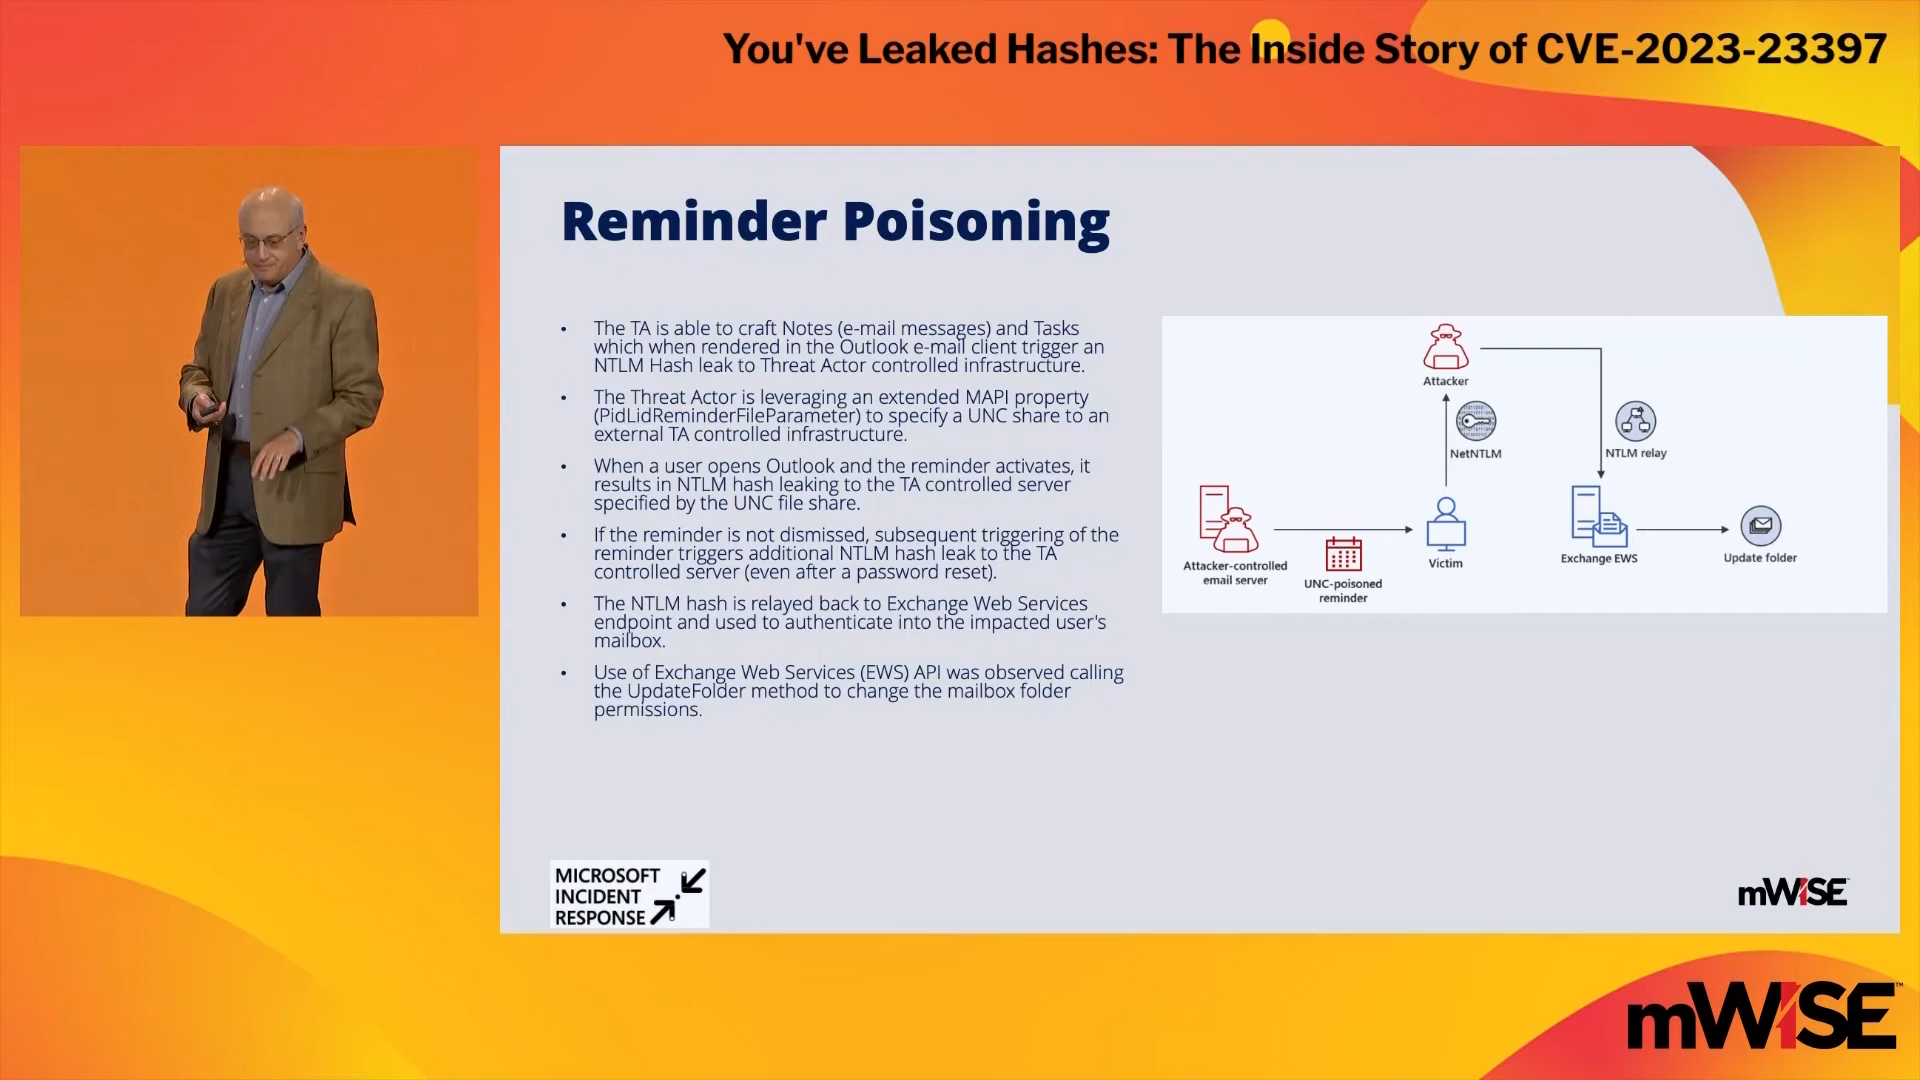 You've Leaked Hashes: The Inside Story of CVE-2023-23397
Reminder Poisoning
• The TA is able to craft Notes (e-mail messages) and Tasks
which when rendered in the Outlook e-mail client trigger an
NTLM Hash leak to Threat Actor controlled infrastructure.
• The Threat Actor is leveraging an extended MAPI property
(PidLidReminderFileParameter) to specify a UNC share to an
external TA controlled infrastructure.
• When a user opens Outlook and the reminder activates, it
results in NTLM hash leaking to the TA controlled server
specified by the UNC file share.
• If the reminder is not dismissed, subsequent triggering of the
reminder triggers additional NTLM hash leak to the TA
controlled server (even after a password reset).
• The NTLM hash is relayed back to Exchange Web Services
endpoint and used to authenticate into the impacted user's
mailbox.
• Use of Exchange Web Services (EWS) API was observed calling
the UpdateFolder method to change the mailbox folder
permissions.
Attacker
NetNTLM
NTLM relay
Attacker-controlled
email server
UNC-poisoned
reminder
Victim
Exchange EWS
Update folder
MICROSOFT
INCIDENT
RESPONSE
mWISE
mWISE™